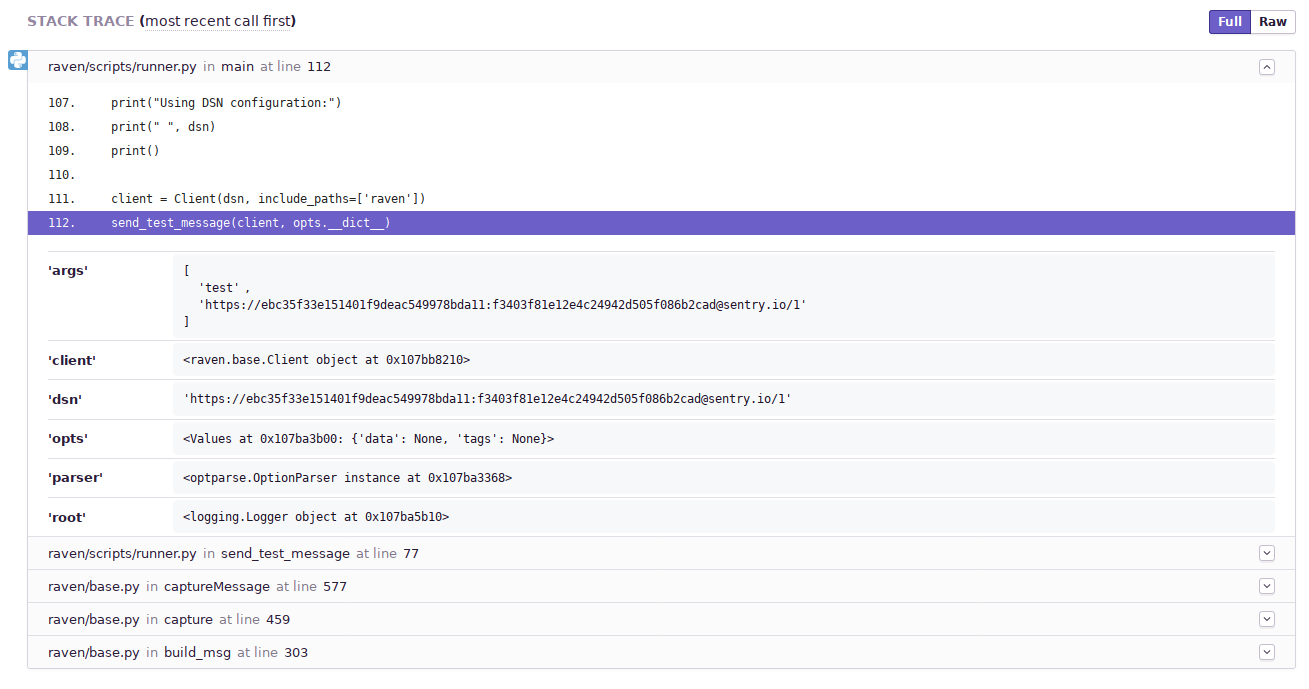 STACK TRACE (most recent call first)
Full Raw
raven/scripts/runner.py in main at line 112
107. print("Using DSN configuration:")
108. print(" ", dsn)
109. print()
110.
111. client = Client(dsn, include_paths=['raven'])
112. send_test_message(client, opts.__dict__)
'args'
[
'test' ,
'https://ebc35f33e151401f9deac549978bda11:f3403f81e12e4c24942d505f086b2cad@sentry.io/1'
]
'client' <raven.base.Client object at 0x107bb8210>
'dsn' 'https://ebc35f33e151401f9deac549978bda11:f3403f81e12e4c24942d505f086b2cad@sentry.io/1'
'opts' <Values at 0x107ba3b00: {'data': None, 'tags': None}>
'parser' <optparse.OptionParser instance at 0x107ba3368>
'root' <logging.Logger object at 0x107ba5b10>
raven/scripts/runner.py in send_test_message at line 77
raven/base.py in captureMessage at line 577
raven/base.py in capture at line 459
raven/base.py in build_msg at line 303